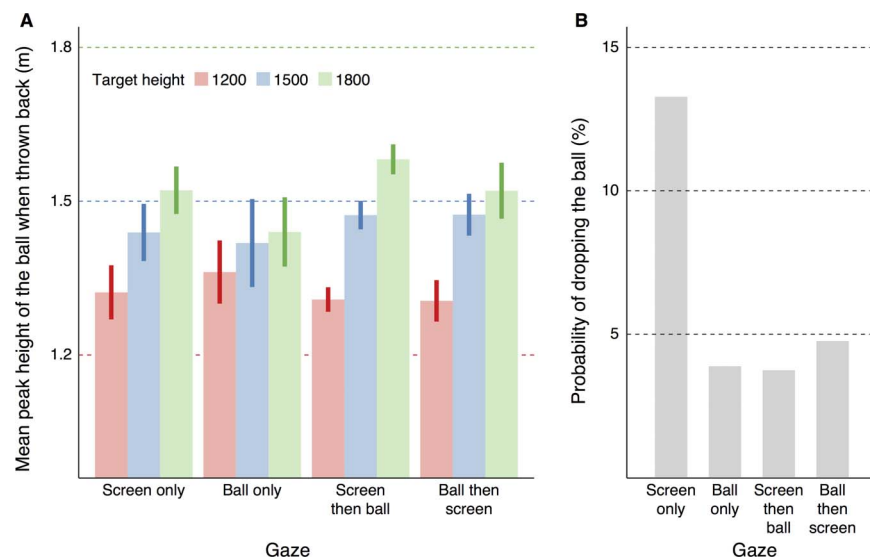 A
Mean peak height of the ball when thrown back (m)
1.8
1.5
1.2
Target height 1200 1500 1800
Screen only
Ball only
Screen
then ball
Ball then
screen
Gaze
B
Probability of dropping the ball (%)
15
10
5
Screen
only
Ball
only
Screen
then
ball
Ball
then
screen
Gaze